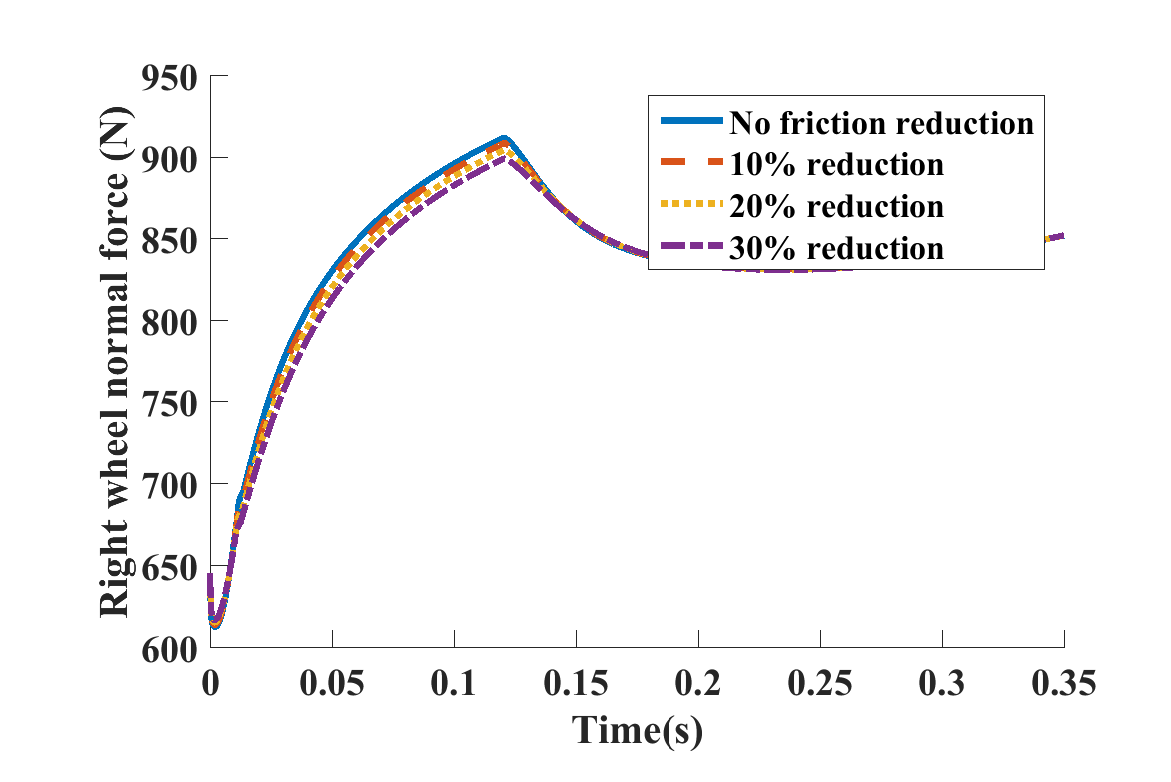 950
900
850
800
750
700
650
600
Right wheel normal force (N)
No friction reduction
10% reduction
20% reduction
30% reduction
0 0.05 0.1 0.15 0.2 0.25 0.3 0.35
Time(s)